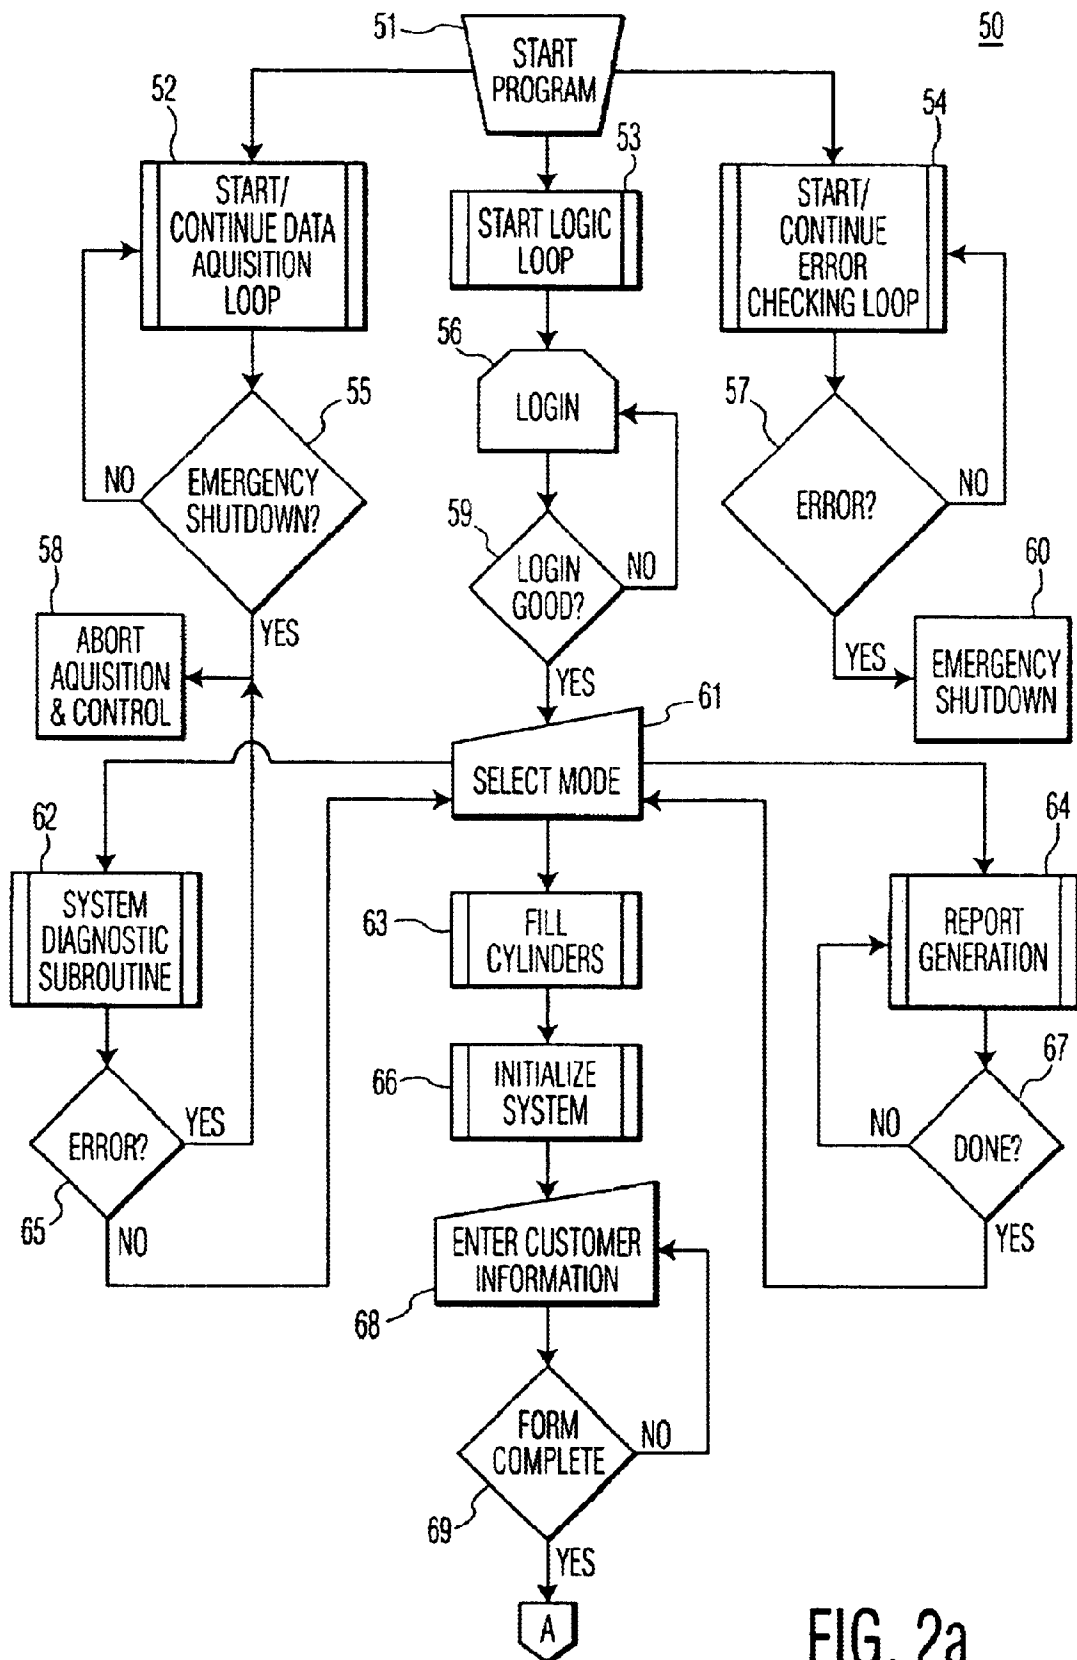 51
50
START
PROGRAM
52
53
54
START/
CONTINUE DATA
AQUISITION
LOOP
START LOGIC
LOOP
START/
CONTINUE
ERROR
CHECKING LOOP
56
LOGIN
55
EMERGENCY
SHUTDOWN?
NO
57
ERROR?
NO
59
LOGIN
GOOD?
NO
58
YES
ABORT
AQUISITION
& CONTROL
60
YES
EMERGENCY
SHUTDOWN
YES
61
SELECT MODE
62
SYSTEM
DIAGNOSTIC
SUBROUTINE
63
FILL
CYLINDERS
64
REPORT
GENERATION
66
INITIALIZE
SYSTEM
65
ERROR?
YES
NO
67
DONE?
NO
YES
ENTER CUSTOMER
INFORMATION
68
FORM
COMPLETE
NO
69
YES
A
FIG. 2a